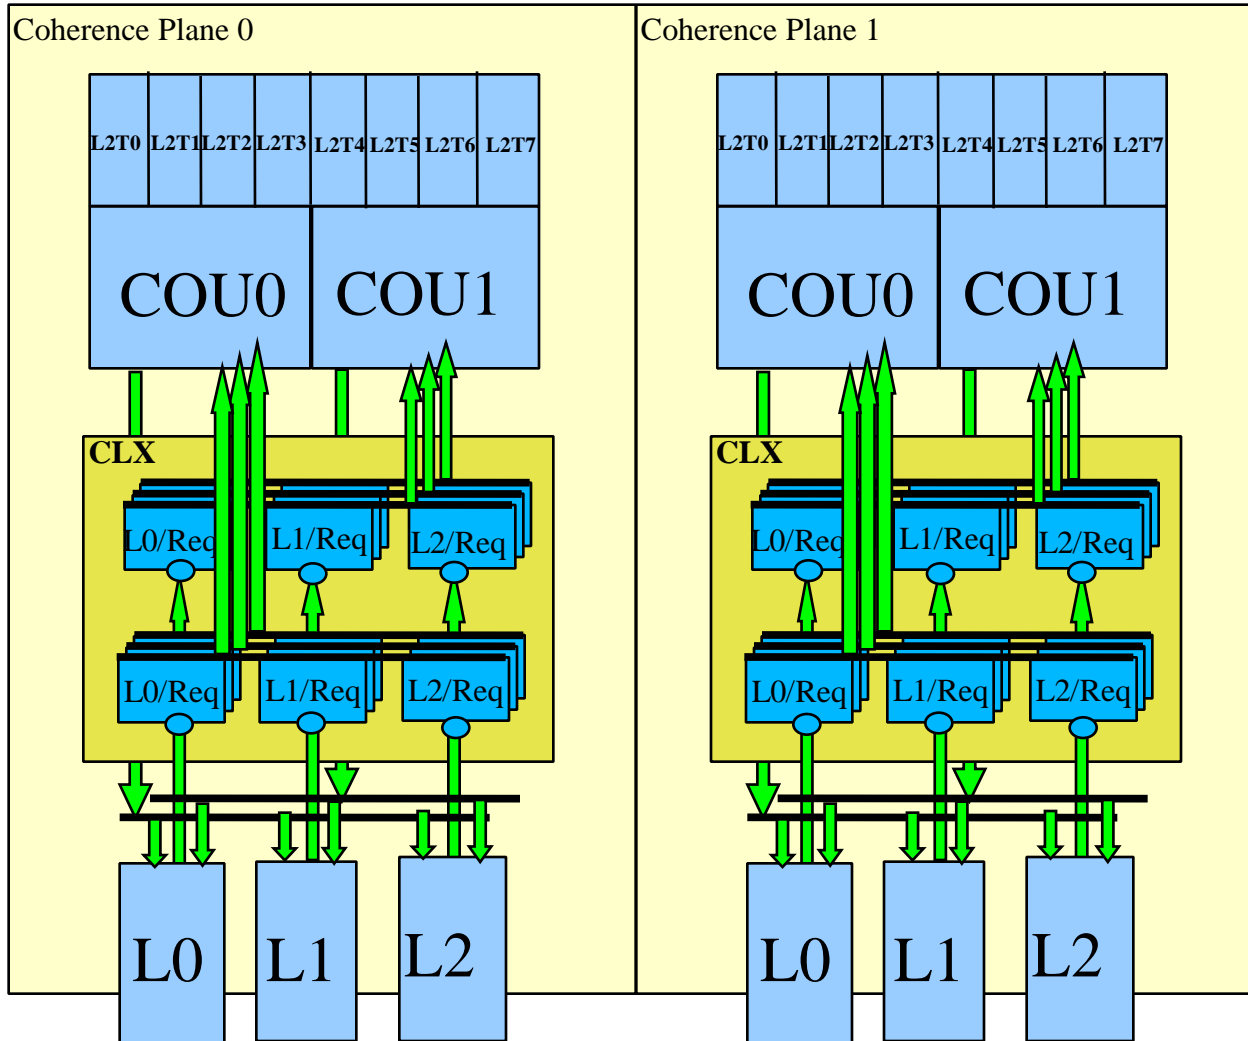 Coherence Plane 0
L2T0 L2T1 L2T2 L2T3 L2T4 L2T5 L2T6 L2T7
COU0 COU1
CLX
L0/Req L1/Req L2/Req
L0/Req L1/Req L2/Req
L0 L1 L2
Coherence Plane 1
L2T0 L2T1 L2T2 L2T3 L2T4 L2T5 L2T6 L2T7
COU0 COU1
CLX
L0/Req L1/Req L2/Req
L0/Req L1/Req L2/Req
L0 L1 L2